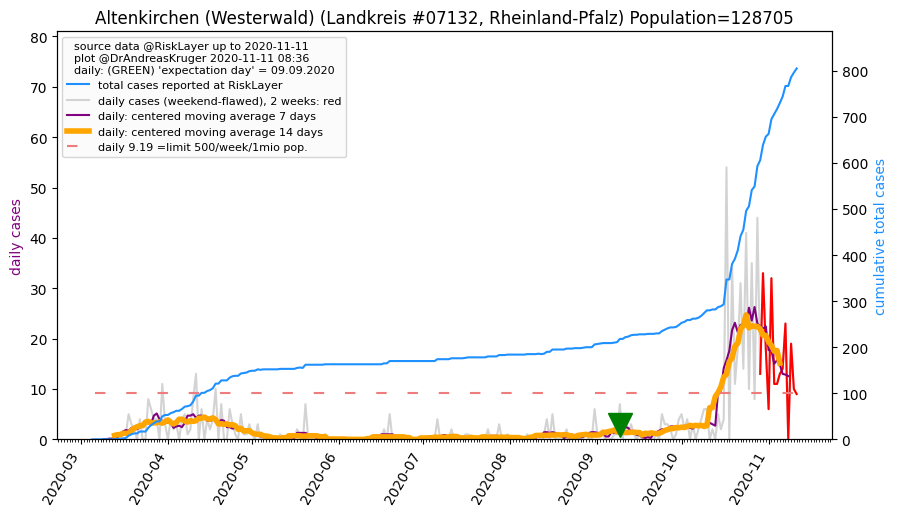 Altenkirchen (Westerwald) (Landkreis #07132, Rheinland-Pfalz) Population=128705
source data @RiskLayer up to 2020-11-11
plot @DrAndreasKruger 2020-11-11 08:36
daily: (GREEN) 'expectation day' = 09.09.2020
total cases reported at RiskLayer
daily cases (weekend-flawed), 2 weeks: red
daily: centered moving average 7 days
daily: centered moving average 14 days
daily 9.19 =limit 500/week/1mio pop.
daily cases
80
70
60
50
40
30
20
10
0
cumulative total cases
800
700
600
500
400
300
200
100
0
2020-03
2020-04
2020-05
2020-06
2020-07
2020-08
2020-09
2020-10
2020-11